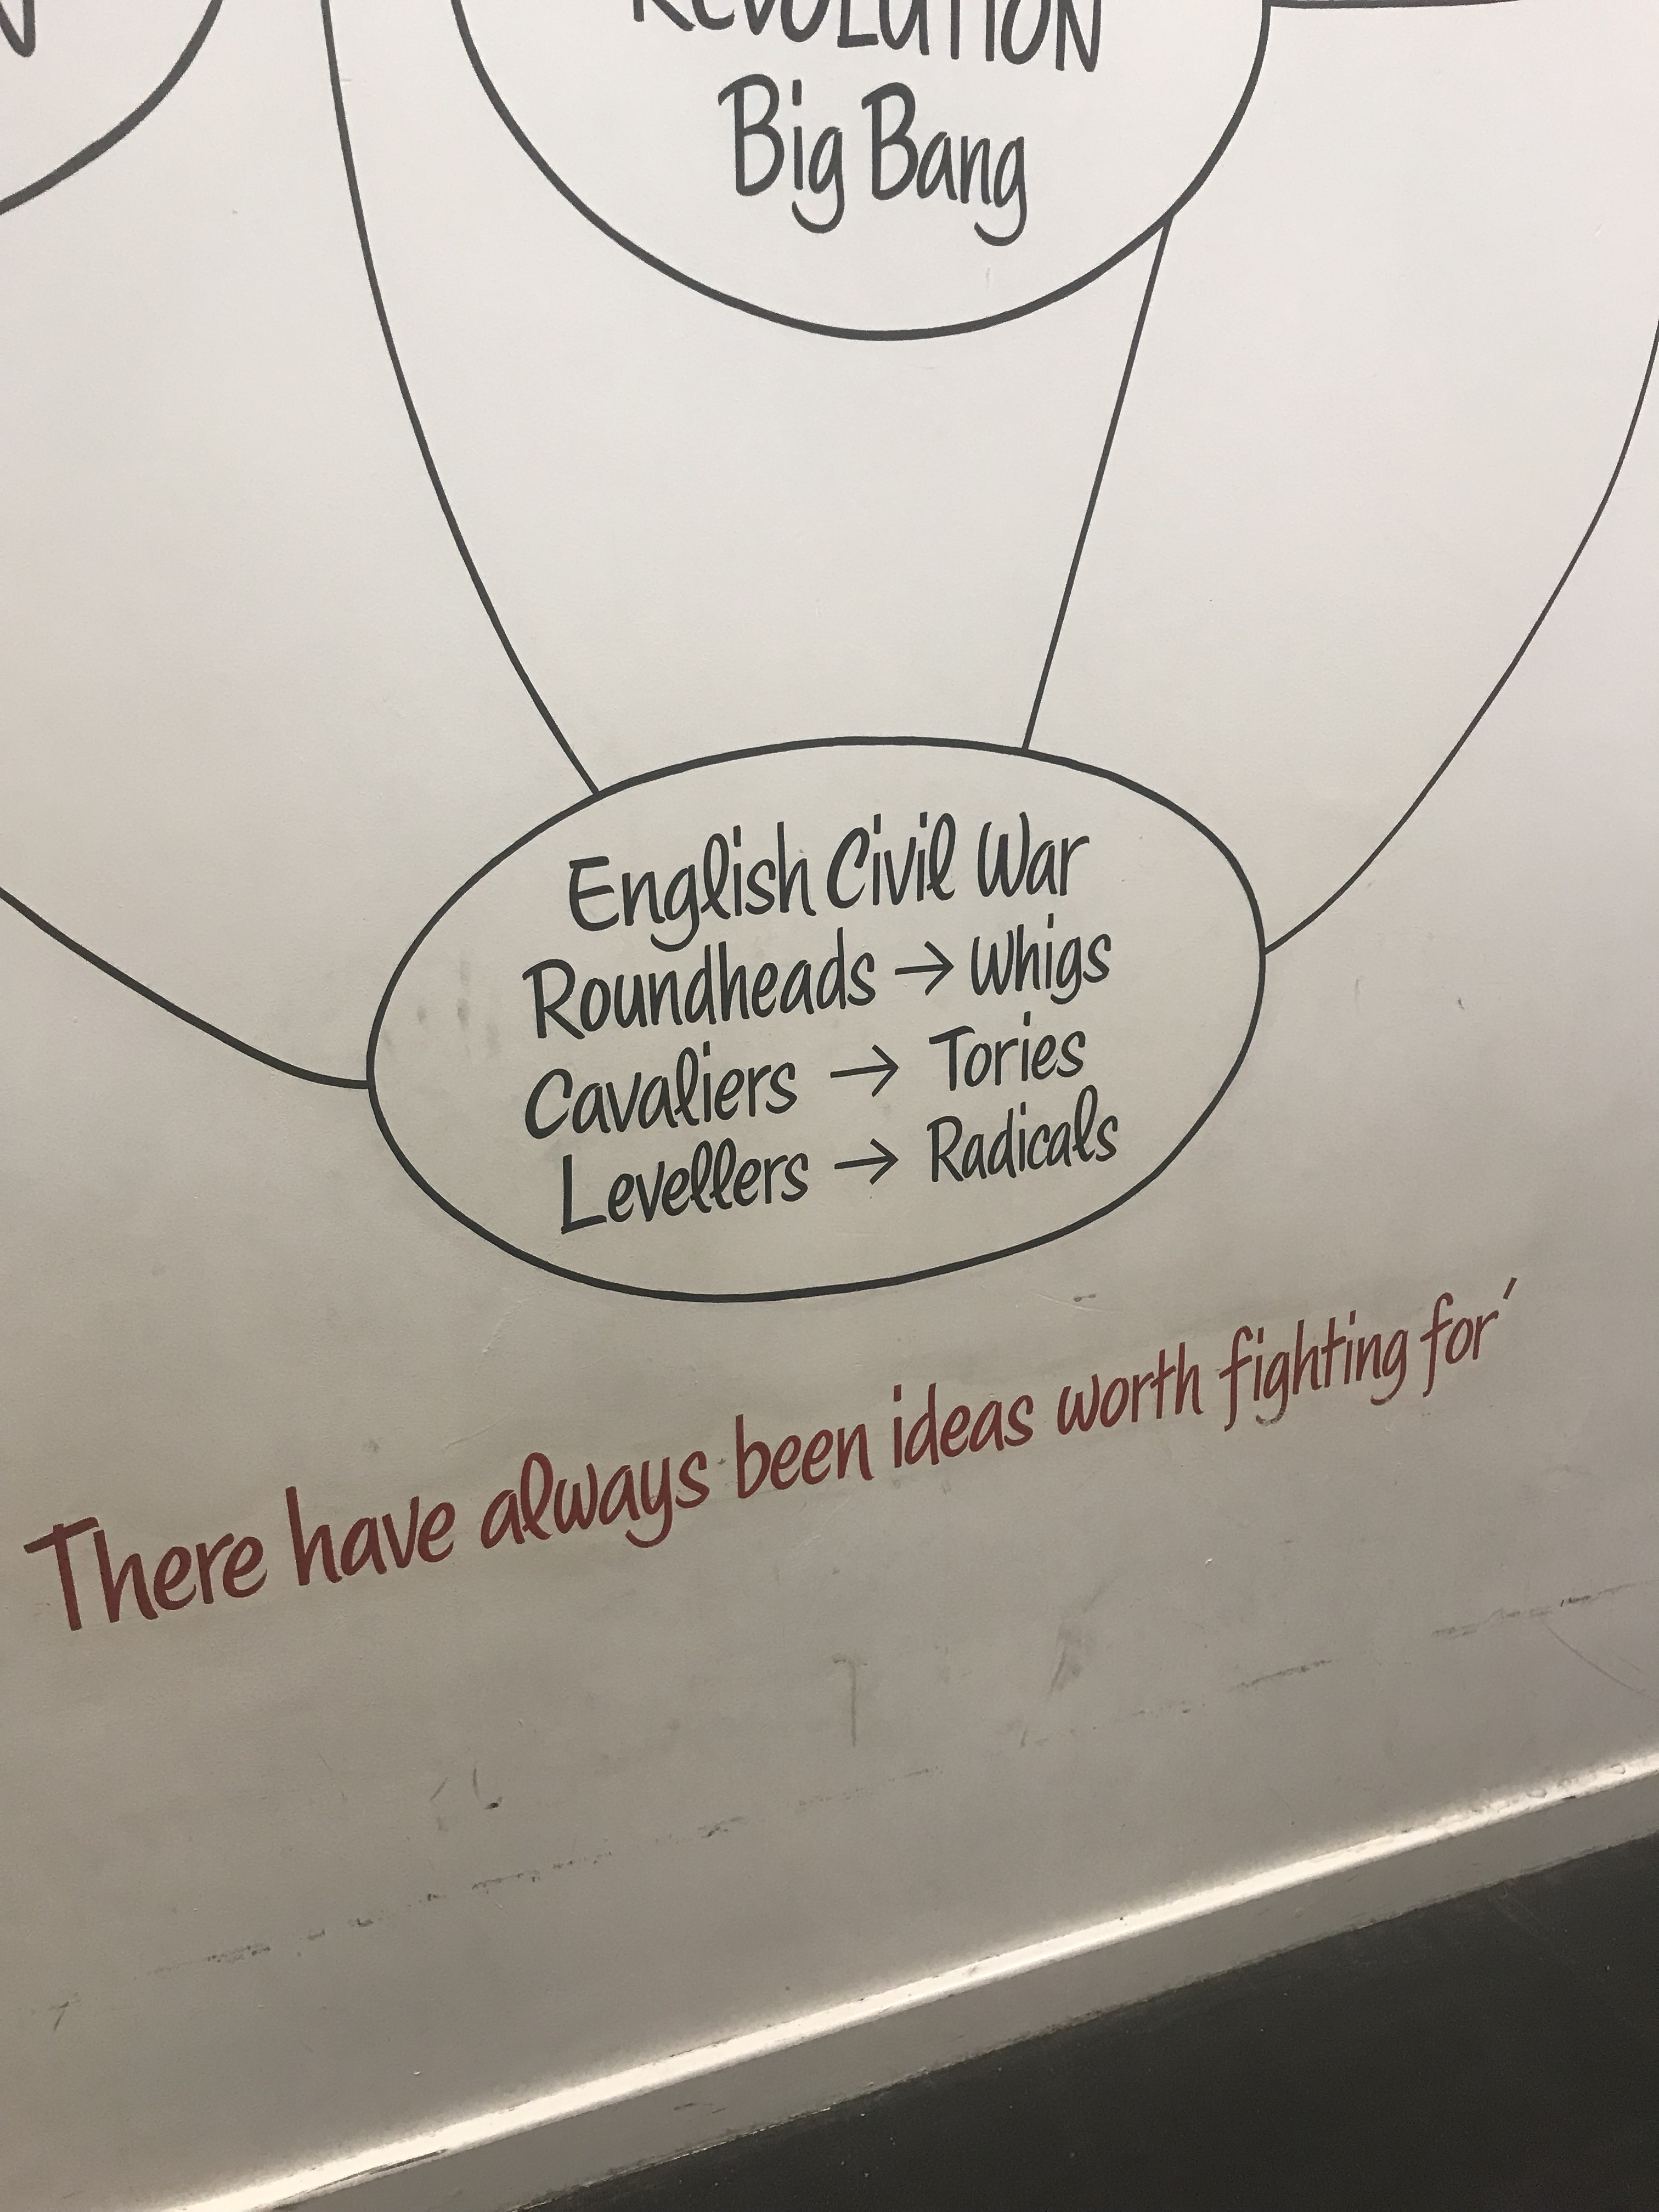 REVOLUTION
Big Bang
English Civil War
Roundheads → Whigs
Cavaliers → Tories
Levellers → Radicals
There have always been ideas worth fighting for'